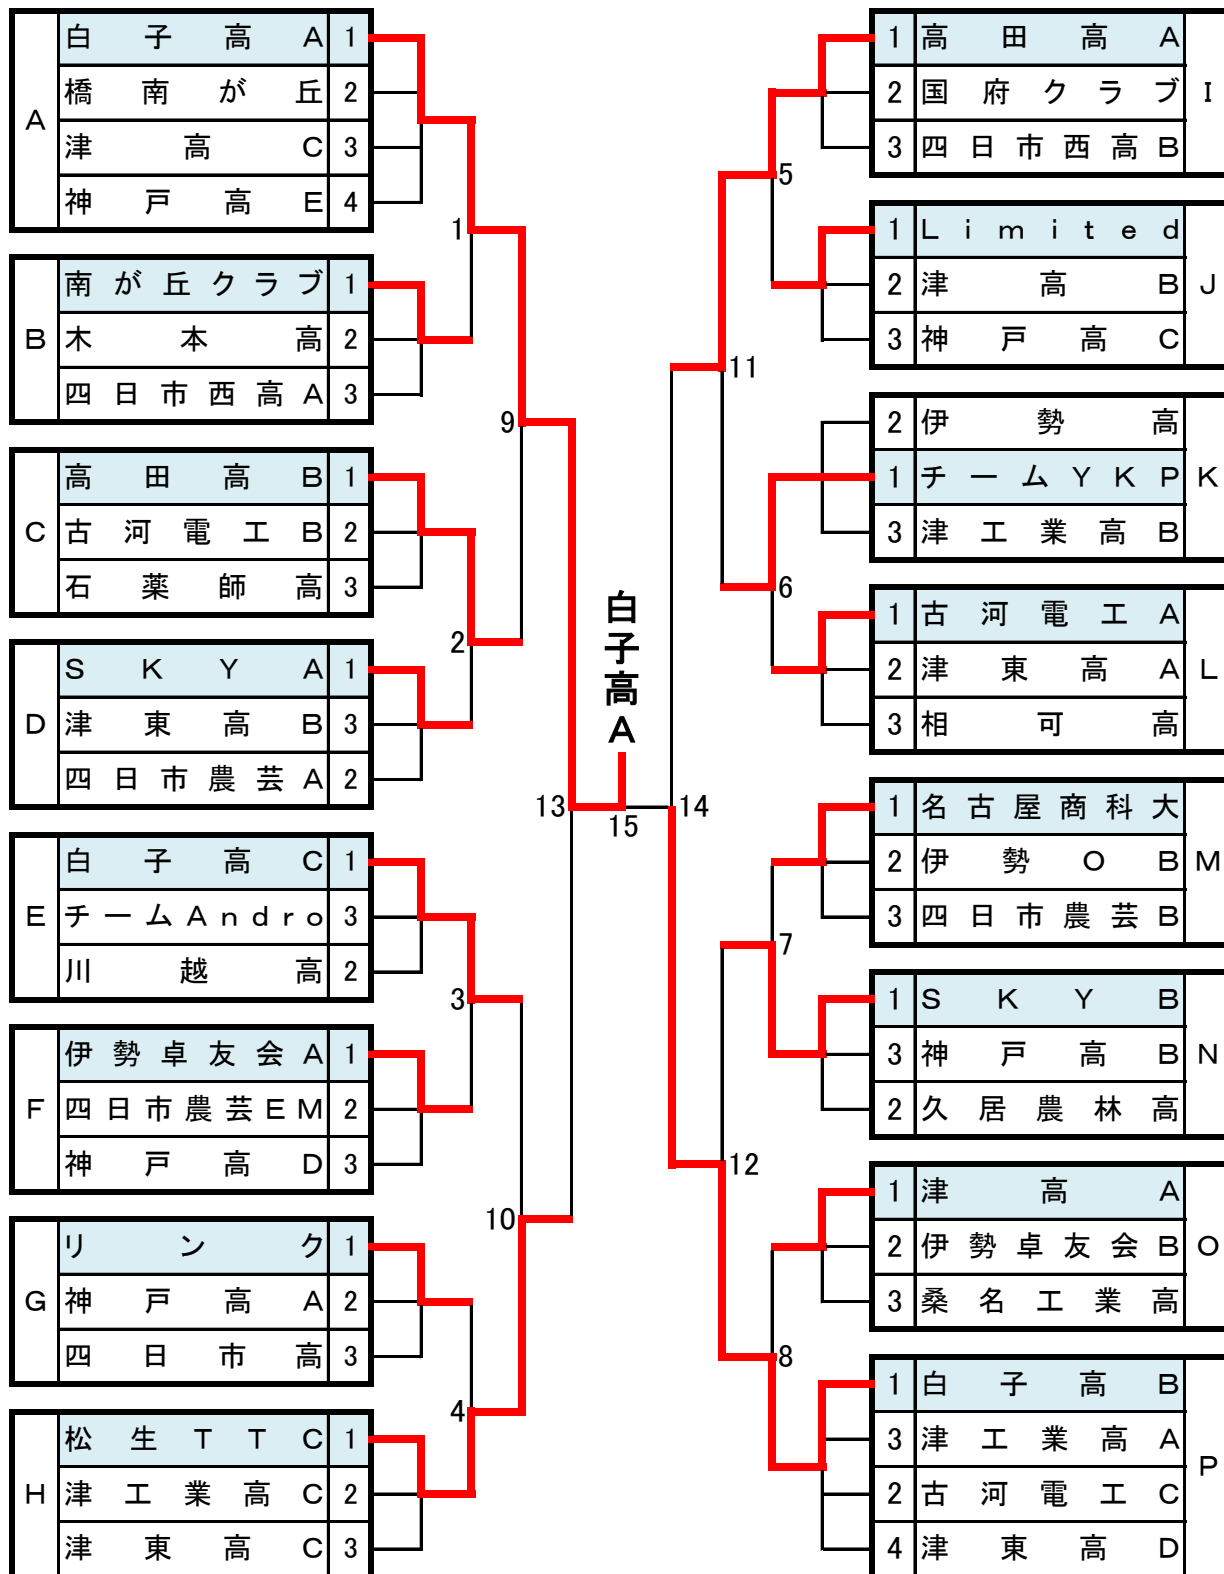 A
白子高A 1
橋南が丘 2
津高C 3
神戸高E 4
B
南が丘クラブ 1
木本高 2
四日市西高A 3
C
高田高B 1
古河電工B 2
石薬師高 3
D
SKYA 1
津東高B 3
四日市農芸A 2
E
白子高C 1
チームAndro 3
川越高 2
F
伊勢卓友会A 1
四日市農芸EM 2
神戸高D 3
G
リンク 1
神戸高A 2
四日市高 3
H
松生TTC 1
津工業高C 2
津東高C 3
1
2
3
4
9
10
13
白子高A
15
14
11
12
5
6
7
8
1 高田高A
2 国府クラブ
3 四日市西高B
I
1 Limited
2 津高B
3 神戸高C
J
2 伊勢高
1 チームYKP
3 津工業高B
K
1 古河電工A
2 津東高A
3 相可高
L
1 名古屋商科大
2 伊勢OB
3 四日市農芸B
M
1 SKYB
3 神戸高B
2 久居農林高
N
1 津高A
2 伊勢卓友会B
3 桑名工業高
O
1 白子高B
3 津工業高A
2 古河電工C
4 津東高D
P